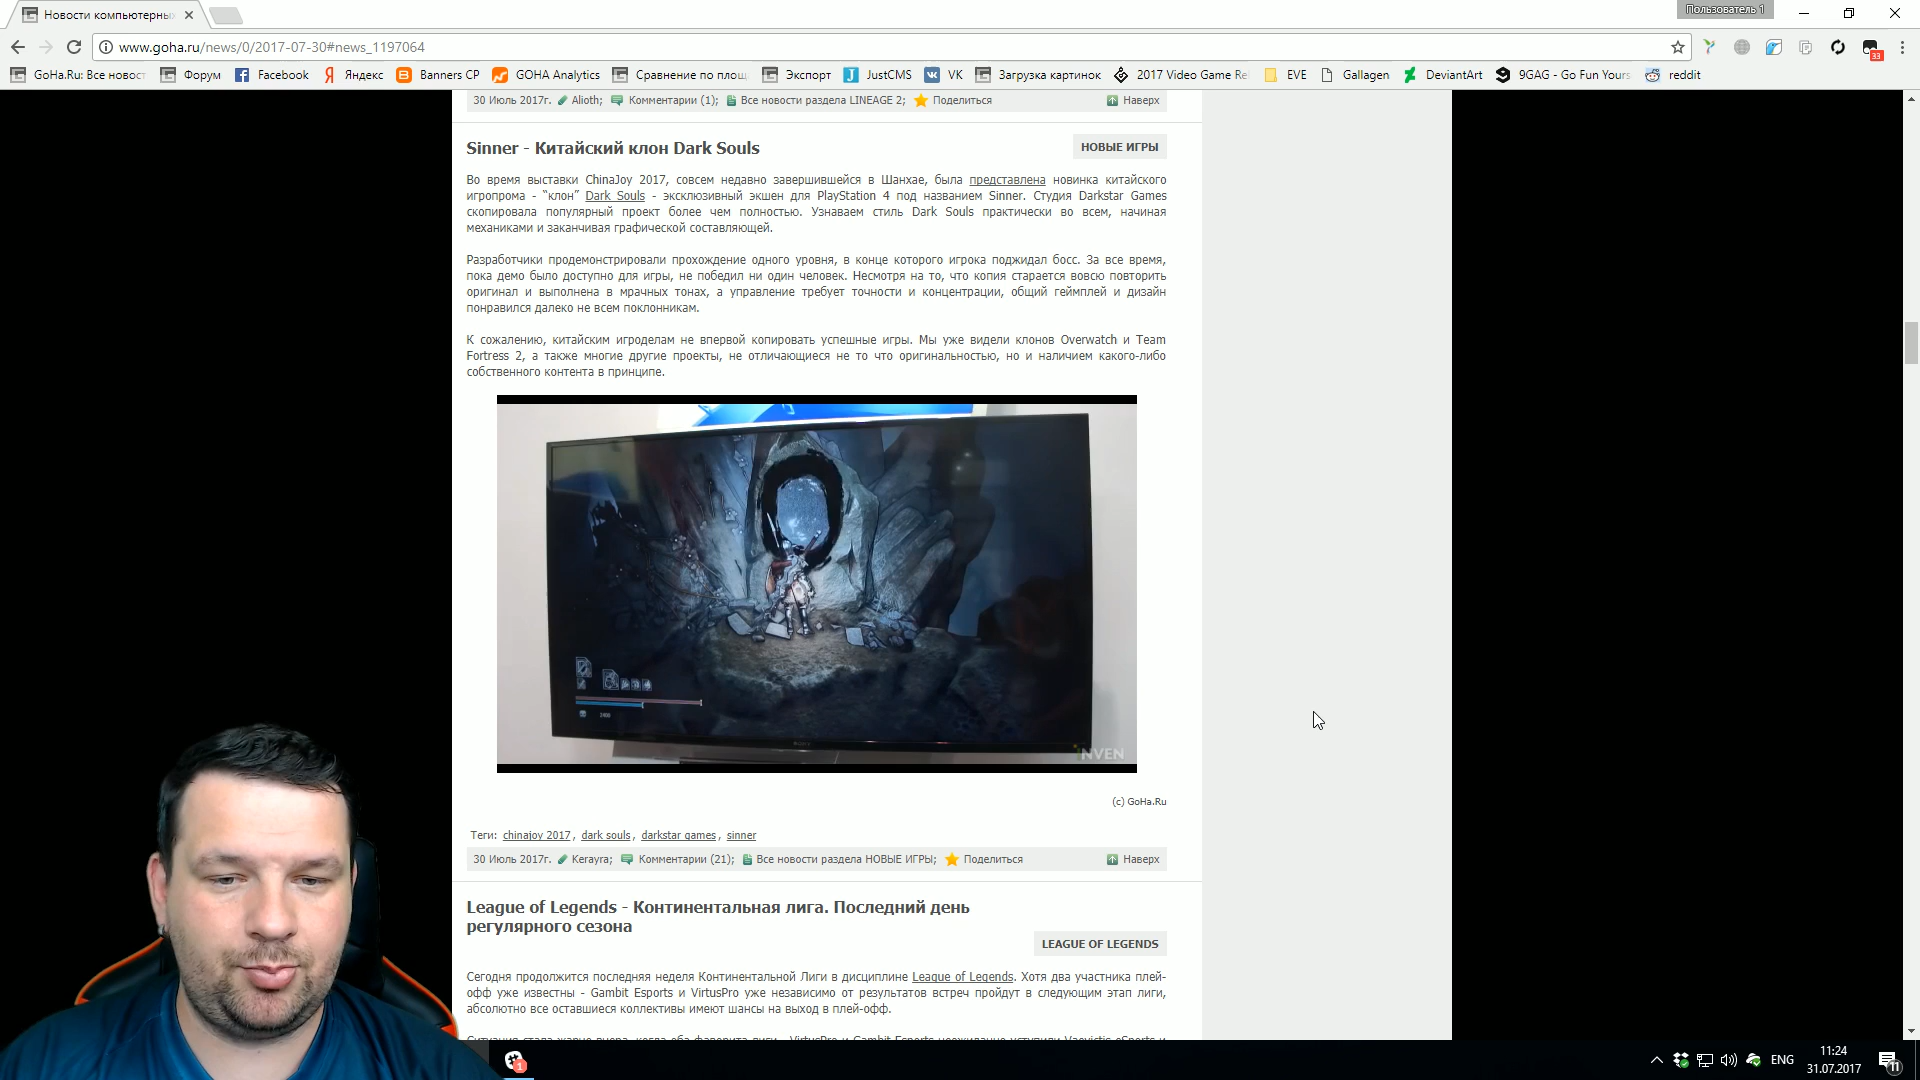 Новости компьютерны
Пользователь 1
www.goha.ru/news/0/2017-07-30#news_1197064
33
GoHa.Ru: Все новост Форум Facebook Яндекс Banners CP GOHA Analytics Сравнение по площ Экспорт JustCMS VK Загрузка картинок 2017 Video Game Rel EVE Gallagen DeviantArt 9GAG - Go Fun Yours reddit
30 Июль 2017г. Alioth; Комментарии (1); Все новости раздела LINEAGE 2; Поделиться Наверх
Sinner - Китайский клон Dark Souls
НОВЫЕ ИГРЫ
Во время выставки ChinaJoy 2017, совсем недавно завершившейся в Шанхае, была представлена новинка китайского
игропрома - “клон” Dark Souls - эксклюзивный экшен для PlayStation 4 под названием Sinner. Студия Darkstar Games
скопировала популярный проект более чем полностью. Узнаваем стиль Dark Souls практически во всем, начиная
механиками и заканчивая графической составляющей.
Разработчики продемонстрировали прохождение одного уровня, в конце которого игрока поджидал босс. За все время,
пока демо было доступно для игры, не победил ни один человек. Несмотря на то, что копия старается вовсю повторить
оригинал и выполнена в мрачных тонах, а управление требует точности и концентрации, общий геймплей и дизайн
понравился далеко не всем поклонникам.
К сожалению, китайским игроделам не впервой копировать успешные игры. Мы уже видели клонов Overwatch и Team
Fortress 2, а также многие другие проекты, не отличающиеся не то что оригинальностью, но и наличием какого-либо
собственного контента в принципе.
INVEN
(c) GoHa.Ru
Теги: chinajoy 2017, dark souls, darkstar games, sinner
30 Июль 2017г. Kerayra; Комментарии (21); Все новости раздела НОВЫЕ ИГРЫ; Поделиться Наверх
League of Legends - Континентальная лига. Последний день
регулярного сезона
LEAGUE OF LEGENDS
Сегодня продолжится последняя неделя Континентальной Лиги в дисциплине League of Legends. Хотя два участника плей-
офф уже известны - Gambit Esports и VirtusPro уже независимо от результатов встреч пройдут в следующим этап лиги,
абсолютно все оставшиеся коллективы имеют шансы на выход в плей-офф.
1
ENG
11:24
31.07.2017
11